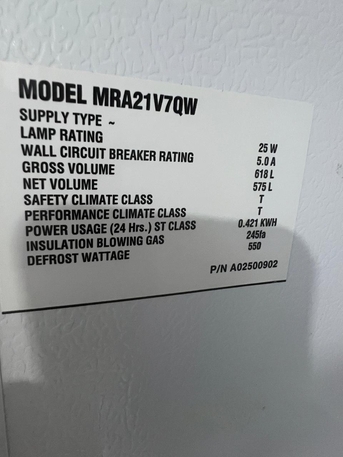 MODEL MRA21V7QW
SUPPLY TYPE ~
LAMP RATING 25 W
WALL CIRCUIT BREAKER RATING 5.0 A
GROSS VOLUME 618 L
NET VOLUME 575 L
SAFETY CLIMATE CLASS T
PERFORMANCE CLIMATE CLASS T
POWER USAGE (24 Hrs.) ST CLASS 0.421 KWH
INSULATION BLOWING GAS 245fa
DEFROST WATTAGE 550
P/N A02500902